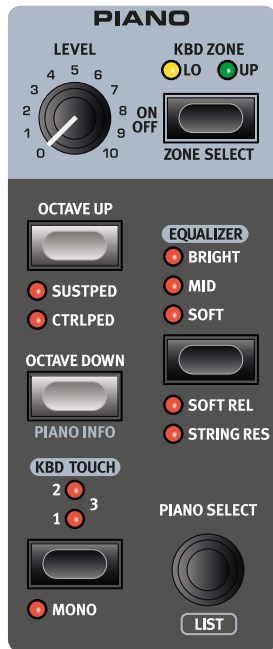 PIANO
LEVEL
0 1 2 3 4 5 6 7 8 9 10
KBD ZONE
LO UP
ON
OFF
ZONE SELECT
OCTAVE UP
SUSTPED
CTRLPED
OCTAVE DOWN
PIANO INFO
KBD TOUCH
2
3
1
MONO
EQUALIZER
BRIGHT
MID
SOFT
SOFT REL
STRING RES
PIANO SELECT
LIST